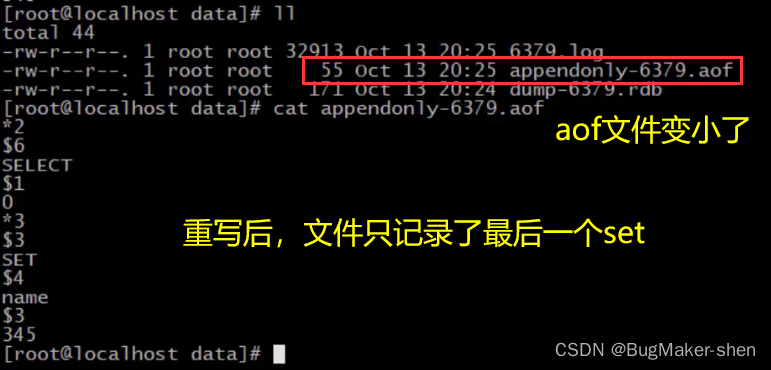 [root@localhost data]# ll
total 44
-rw-r--r--. 1 root root 32913 Oct 13 20:25 6379.log
-rw-r--r--. 1 root root    55 Oct 13 20:25 appendonly-6379.aof
-rw-r--r--. 1 root root   171 Oct 13 20:24 dump-6379.rdb
[root@localhost data]# cat appendonly-6379.aof
*2
aof文件变小了
$6
SELECT
$1
0
*3
重写后，文件只记录了最后一个set
$3
SET
$4
name
$3
345
[root@localhost data]#
CSDN @BugMaker-shen